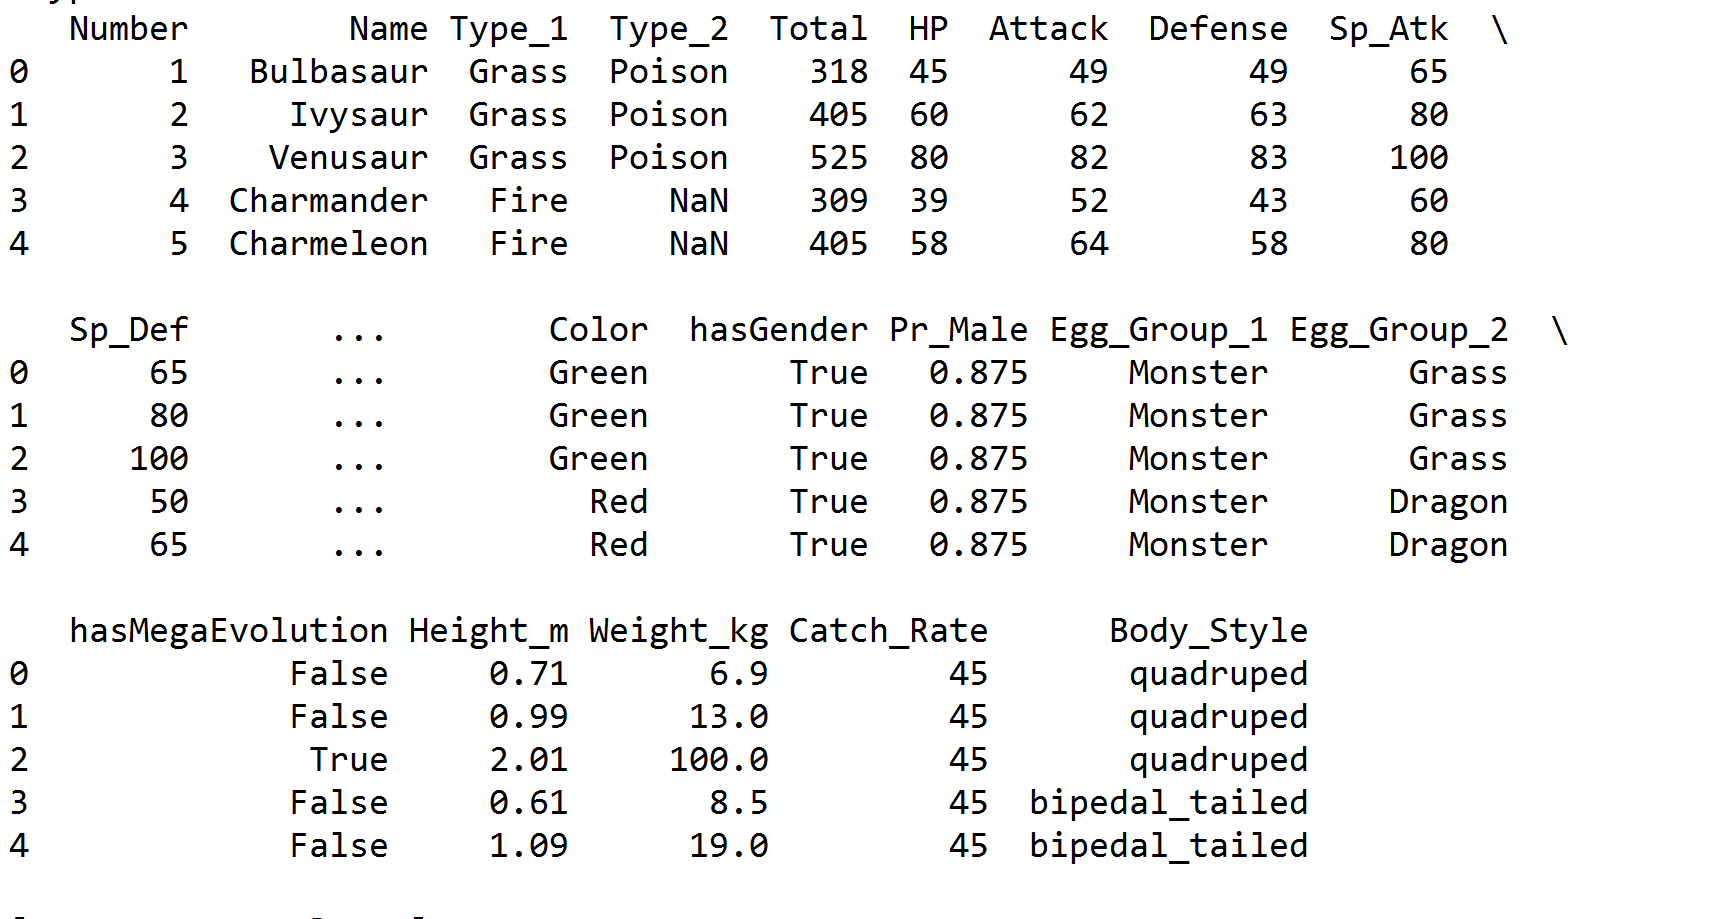 Number Name Type_1 Type_2 Total HP Attack Defense Sp_Atk \
0 1 Bulbasaur Grass Poison 318 45 49 49 65
1 2 Ivysaur Grass Poison 405 60 62 63 80
2 3 Venusaur Grass Poison 525 80 82 83 100
3 4 Charmander Fire NaN 309 39 52 43 60
4 5 Charmeleon Fire NaN 405 58 64 58 80
Sp_Def ... Color hasGender Pr_Male Egg_Group_1 Egg_Group_2 \
0 65 ... Green True 0.875 Monster Grass
1 80 ... Green True 0.875 Monster Grass
2 100 ... Green True 0.875 Monster Grass
3 50 ... Red True 0.875 Monster Dragon
4 65 ... Red True 0.875 Monster Dragon
hasMegaEvolution Height_m Weight_kg Catch_Rate Body_Style
0 False 0.71 6.9 45 quadruped
1 False 0.99 13.0 45 quadruped
2 True 2.01 100.0 45 quadruped
3 False 0.61 8.5 45 bipedal_tailed
4 False 1.09 19.0 45 bipedal_tailed